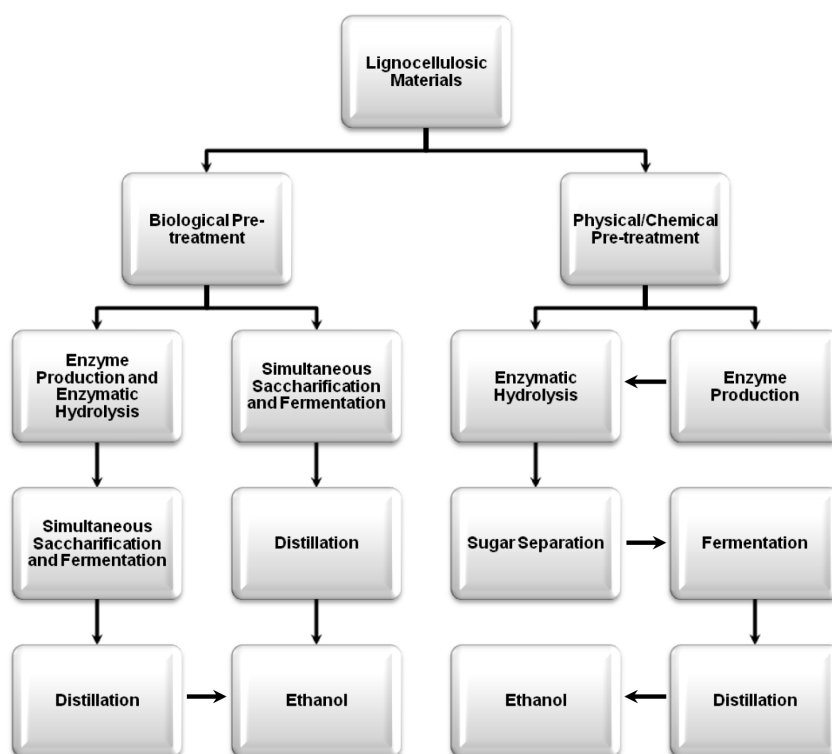 Lignocellulosic
Materials
Biological Pre-
treatment
Physical/Chemical
Pre-treatment
Enzyme
Production and
Enzymatic
Hydrolysis
Simultaneous
Saccharification
and Fermentation
Enzymatic
Hydrolysis
Enzyme
Production
Simultaneous
Saccharification
and Fermentation
Distillation
Sugar Separation
Fermentation
Distillation
Ethanol
Ethanol
Distillation